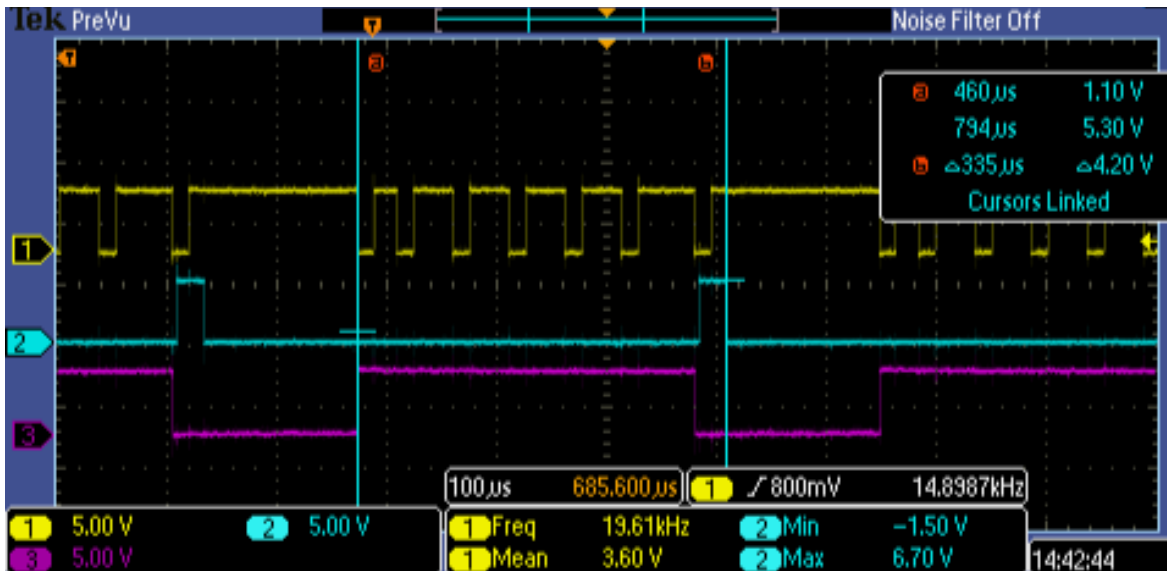 Tek PreVu
T
Noise Filter Off
T
a
b
a 460µs 1.10 V
794µs 5.30 V
b △335µs △4.20 V
Cursors Linked
1
2
3
100µs 685.600µs 1 800mV 14.8987kHz
1 5.00 V 2 5.00 V
3 5.00 V
1 Freq 19.61kHz 2 Min −1.50 V
1 Mean 3.60 V 2 Max 6.70 V
14:42:44